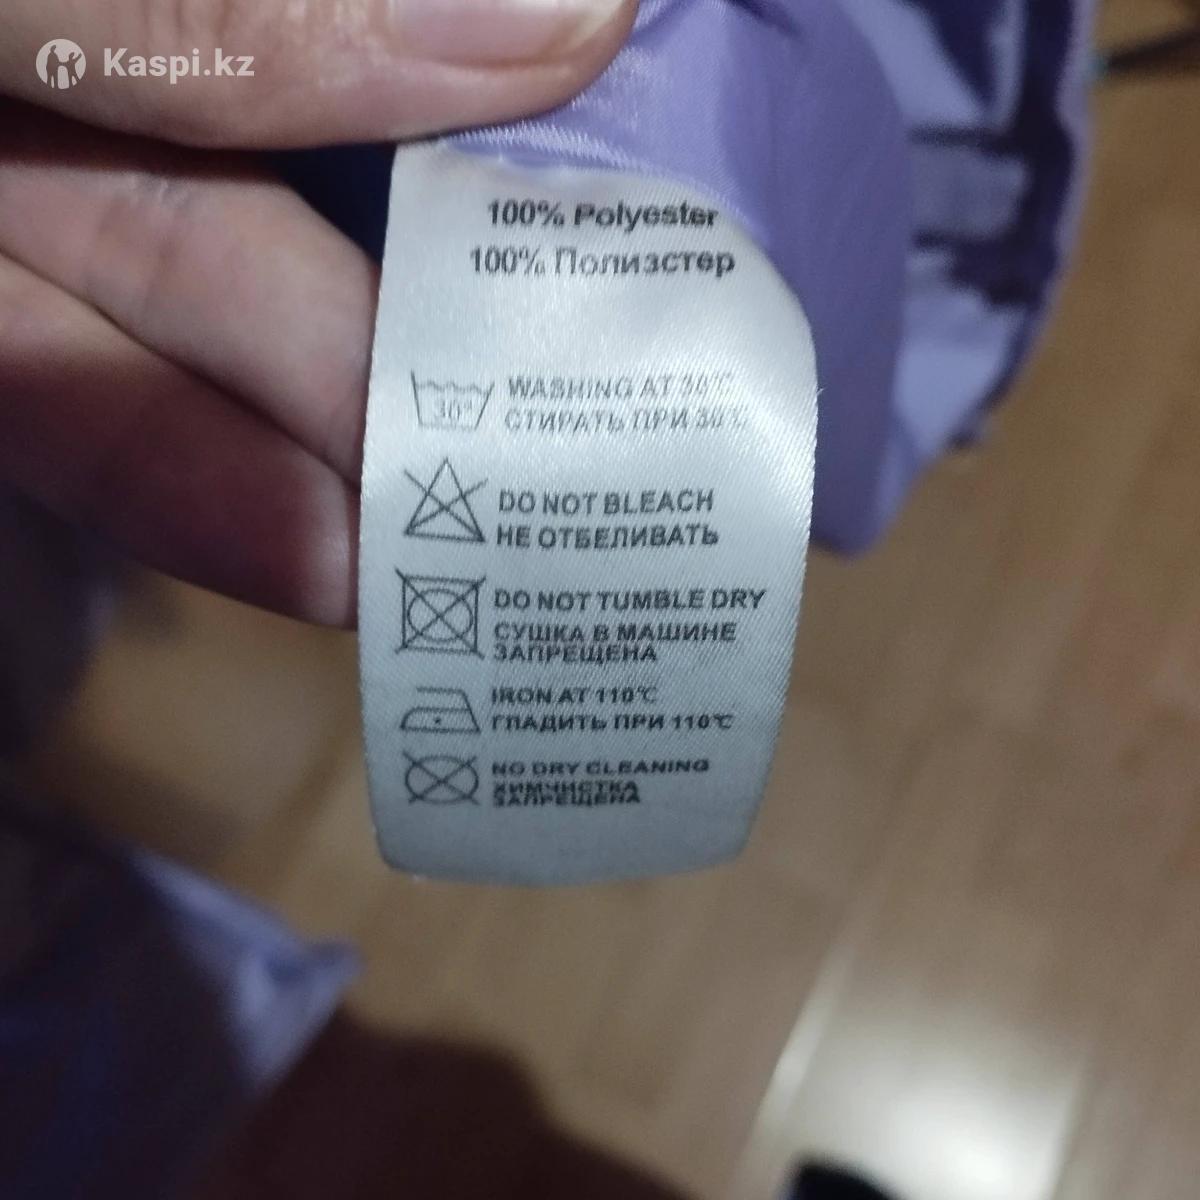 Kaspi.kz
100% Polyester
100% Полиэстер
30°
WASHING AT 30℃
СТИРАТЬ ПРИ 30℃
DO NOT BLEACH
НЕ ОТБЕЛИВАТЬ
DO NOT TUMBLE DRY
СУШКА В МАШИНЕ
ЗАПРЕЩЕНА
IRON AT 110℃
ГЛАДИТЬ ПРИ 110℃
NO DRY CLEANING
ХИМЧИСТКА
ЗАПРЕЩЕНА